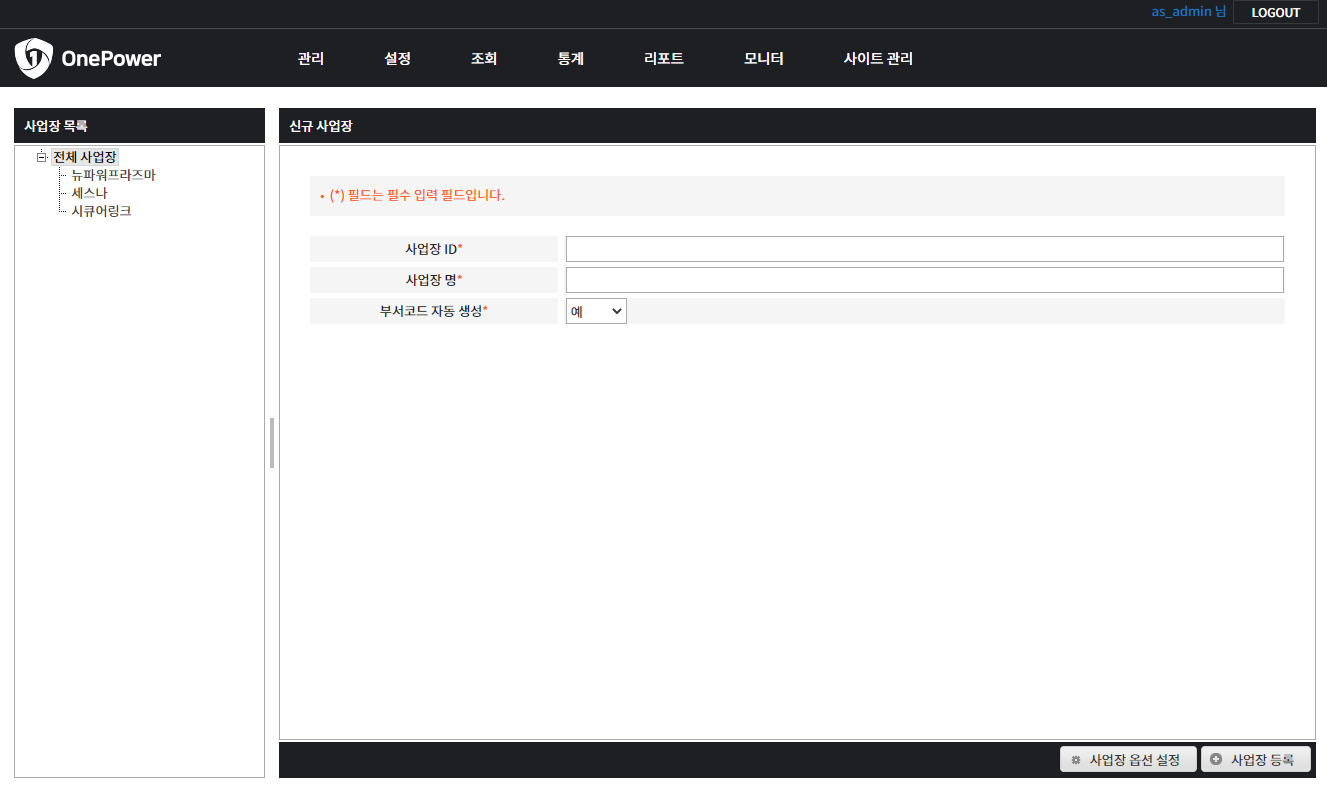 as_admin 님 LOGOUT
OnePower 관리 설정 조회 통계 리포트 모니터 사이트 관리
사업장 목록
전체 사업장
뉴파워프라즈마
세스나
시큐어링크
신규 사업장
• (*) 필드는 필수 입력 필드입니다.
사업장 ID*
사업장 명*
부서코드 자동 생성* 예
사업장 옵션 설정 사업장 등록